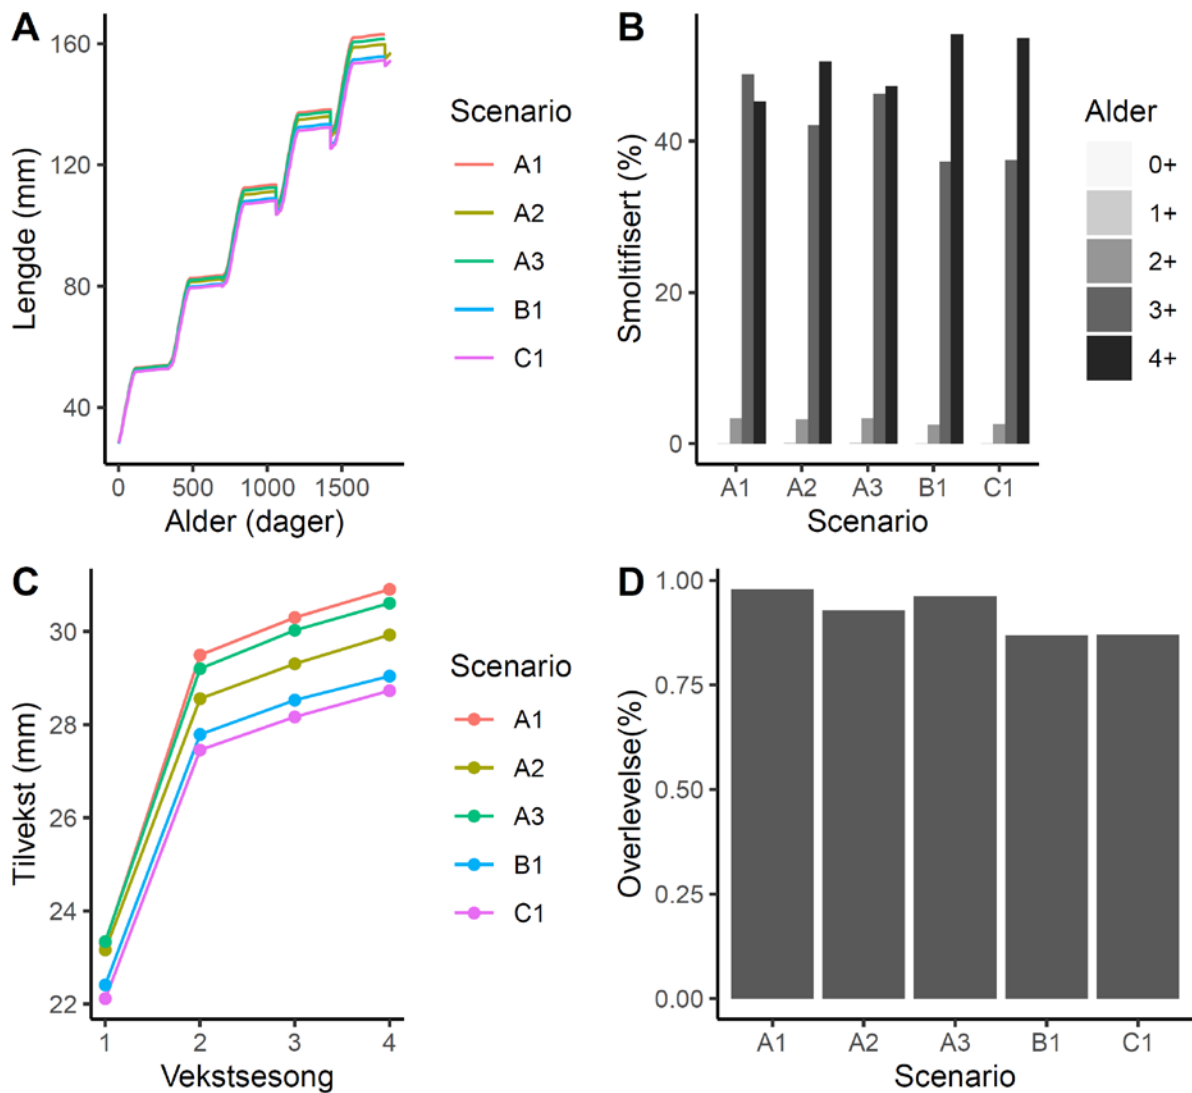 A
Lengde (mm)
160
120
80
40
0
500
1000
1500
Alder (dager)
Scenario
A1
A2
A3
B1
C1
B
Smoltifisert (%)
40
20
0
A1
A2
A3
B1
C1
Scenario
Alder
0+
1+
2+
3+
4+
C
Tilvekst (mm)
30
28
26
24
22
1
2
3
4
Vekstsesong
Scenario
A1
A2
A3
B1
C1
D
Overlevelse(%)
1.00
0.75
0.50
0.25
0.00
A1
A2
A3
B1
C1
Scenario